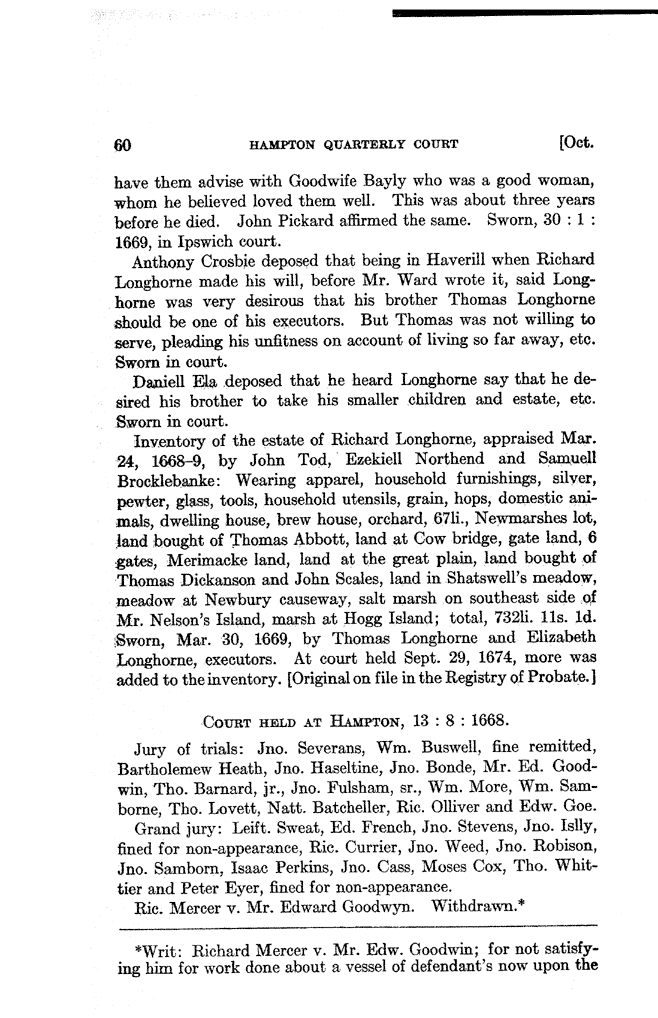 60 HAMPTON QUARTERLY COURT [Oct.
have them advise with Goodwife Bayly who was a good woman,
whom he believed loved them well. This was about three years
before he died. John Pickard affirmed the same. Sworn, 30 : 1 :
1669, in Ipswich court.
Anthony Crosbie deposed that being in Haverill when Richard
Longhorne made his will, before Mr. Ward wrote it, said Long-
horne was very desirous that his brother Thomas Longhorne
should be one of his executors. But Thomas was not willing to
serve, pleading his unfitness on account of living so far away, etc.
Sworn in court.
Daniell Ela deposed that he heard Longhorne say that he de-
sired his brother to take his smaller children and estate, etc.
Sworn in court.
Inventory of the estate of Richard Longhorne, appraised Mar.
24, 1668-9, by John Tod, Ezekiell Northend and Samuell
Brocklebanke: Wearing apparel, household furnishings, silver,
pewter, glass, tools, household utensils, grain, hops, domestic ani-
mals, dwelling house, brew house, orchard, 67li., Newmarshes lot,
land bought of Thomas Abbott, land at Cow bridge, gate land, 6
gates, Merimacke land, land at the great plain, land bought of
Thomas Dickanson and John Scales, land in Shatswell's meadow,
meadow at Newbury causeway, salt marsh on southeast side of
Mr. Nelson's Island, marsh at Hogg Island; total, 732li. 11s. 1d.
Sworn, Mar. 30, 1669, by Thomas Longhorne and Elizabeth
Longhorne, executors. At court held Sept. 29, 1674, more was
added to the inventory. [Original on file in the Registry of Probate.]
COURT HELD AT HAMPTON, 13 : 8 : 1668.
Jury of trials: Jno. Severans, Wm. Buswell, fine remitted,
Bartholemew Heath, Jno. Haseltine, Jno. Bonde, Mr. Ed. Good-
win, Tho. Barnard, jr., Jno. Fulsham, sr., Wm. More, Wm. Sam-
borne, Tho. Lovett, Natt. Batcheller, Ric. Olliver and Edw. Goe.
Grand jury: Leift. Sweat, Ed. French, Jno. Stevens, Jno. Islly,
fined for non-appearance, Ric. Currier, Jno. Weed, Jno. Robison,
Jno. Samborn, Isaac Perkins, Jno. Cass, Moses Cox, Tho. Whit-
tier and Peter Eyer, fined for non-appearance.
Ric. Mercer v. Mr. Edward Goodwyn. Withdrawn.*
*Writ: Richard Mercer v. Mr. Edw. Goodwin; for not satisfy-
ing him for work done about a vessel of defendant's now upon the